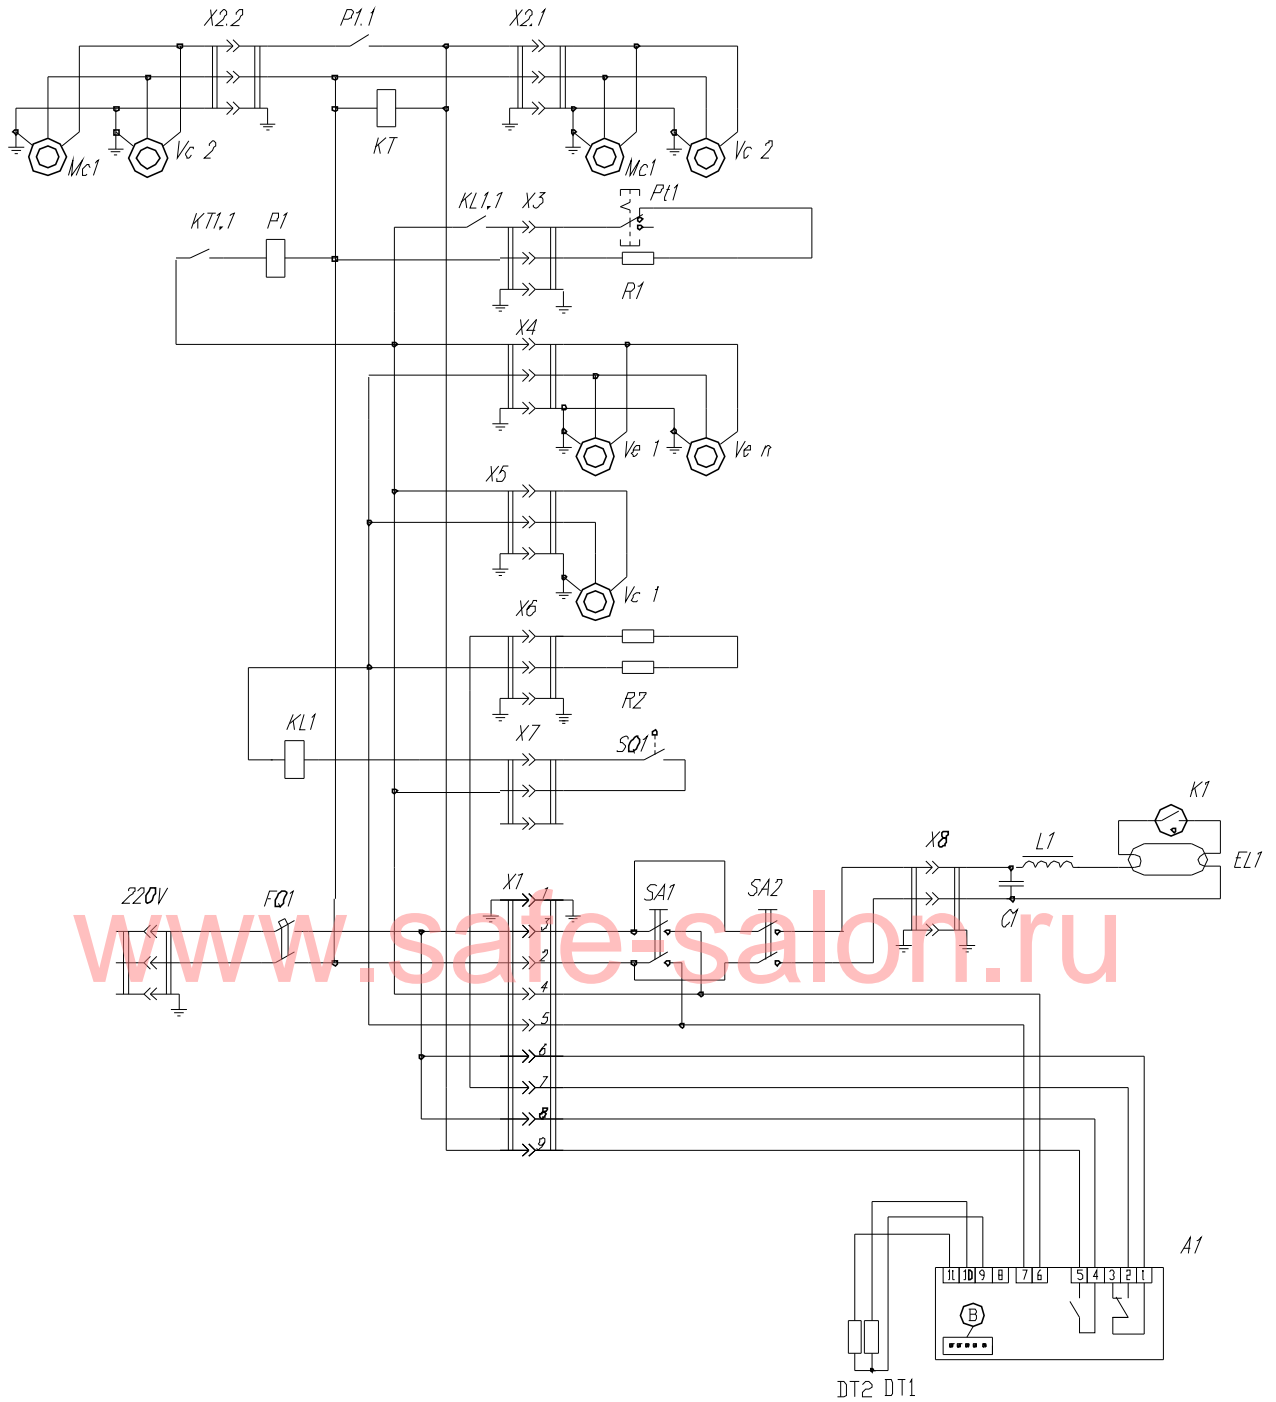 X2.2 P1.1 X2.1
KT
Mc1 Vc 2 Mc1 Vc 2
KL1.1 X3 Pt1
KT1.1 P1
R1
X4
Ve 1 Ve n
X5
Vc 1
X6
R2
KL1 X7 SQ1
K1
X8 L1 EL1
220V FQ1 X1 SA1 SA2
C1
1
3
2
4
5
6
7
8
9
www.safe-salon.ru
A1
11 10 9 8 7 6 5 4 3 2 1
B
DT2 DT1